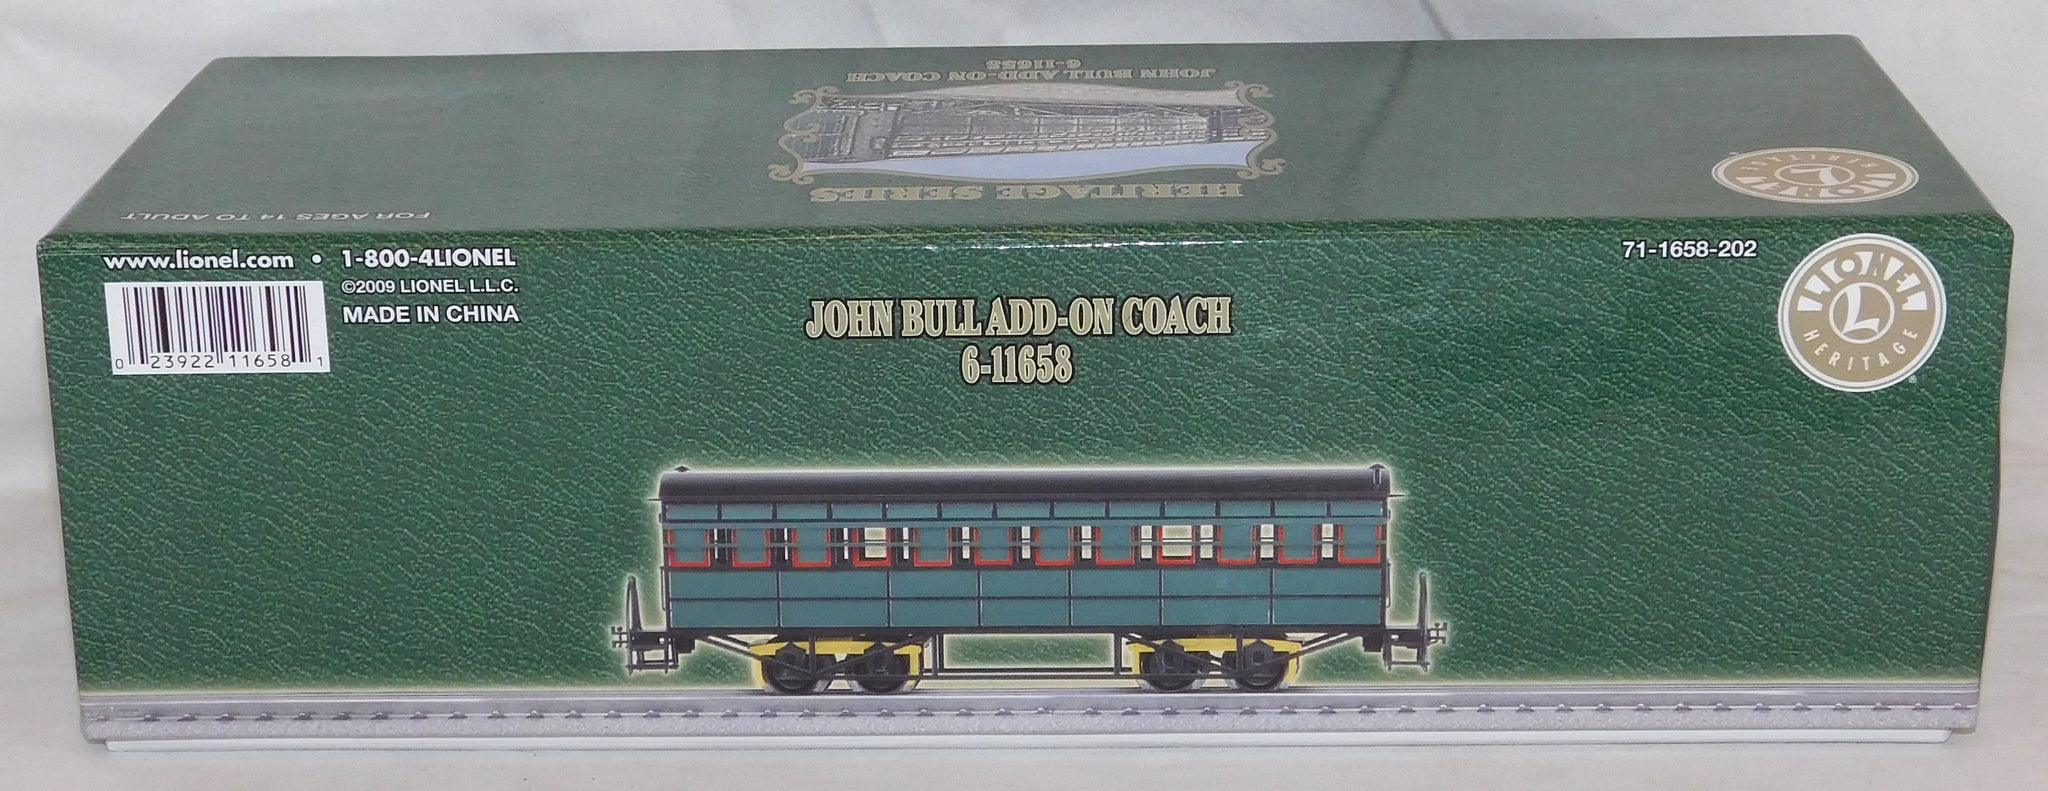 JOHN BULL ADD-ON COACH
6-11658
HERITAGE SERIES
LIONEL
L
HERITAGE
FOR AGES 14 TO ADULT
www.lionel.com • 1-800-4LIONEL
©2009 LIONEL L.L.C.
MADE IN CHINA
0 23922 11658 1
JOHN BULL ADD-ON COACH
6-11658
71-1658-202
LIONEL
L
HERITAGE
®